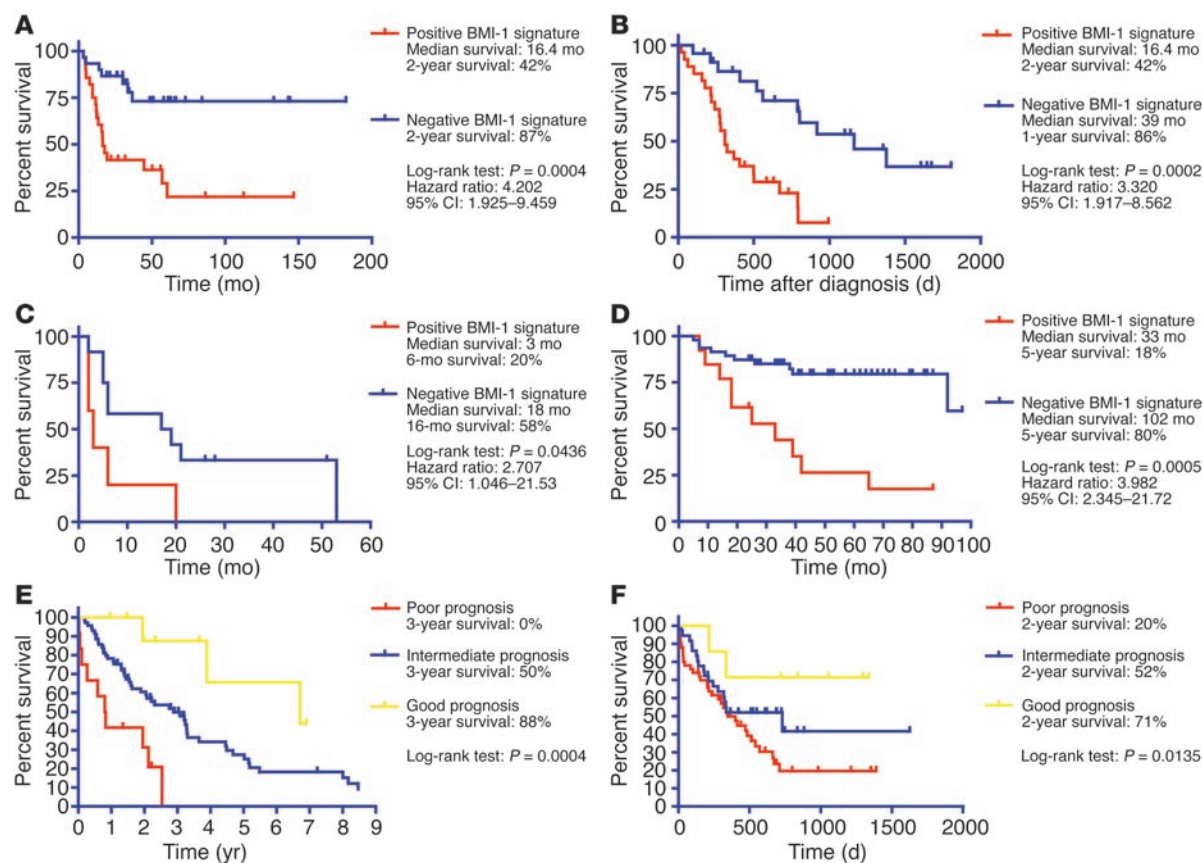 A
100
75
50
25
0
Percent survival
0 50 100 150 200
Time (mo)
Positive BMI-1 signature
Median survival: 16.4 mo
2-year survival: 42%
Negative BMI-1 signature
2-year survival: 87%
Log-rank test: P = 0.0004
Hazard ratio: 4.202
95% CI: 1.925–9.459
B
100
75
50
25
0
Percent survival
0 500 1000 1500 2000
Time after diagnosis (d)
Positive BMI-1 signature
Median survival: 16.4 mo
2-year survival: 42%
Negative BMI-1 signature
Median survival: 39 mo
1-year survival: 86%
Log-rank test: P = 0.0002
Hazard ratio: 3.320
95% CI: 1.917–8.562
C
100
75
50
25
0
Percent survival
0 10 20 30 40 50 60
Time (mo)
Positive BMI-1 signature
Median survival: 3 mo
6-mo survival: 20%
Negative BMI-1 signature
Median survival: 18 mo
16-mo survival: 58%
Log-rank test: P = 0.0436
Hazard ratio: 2.707
95% CI: 1.046–21.53
D
100
75
50
25
0
Percent survival
0 10 20 30 40 50 60 70 80 90 100
Time (mo)
Positive BMI-1 signature
Median survival: 33 mo
5-year survival: 18%
Negative BMI-1 signature
Median survival: 102 mo
5-year survival: 80%
Log-rank test: P = 0.0005
Hazard ratio: 3.982
95% CI: 2.345–21.72
E
100
90
80
70
60
50
40
30
20
10
0
Percent survival
0 1 2 3 4 5 6 7 8 9
Time (yr)
Poor prognosis
3-year survival: 0%
Intermediate prognosis
3-year survival: 50%
Good prognosis
3-year survival: 88%
Log-rank test: P = 0.0004
F
100
90
80
70
60
50
40
30
20
10
0
Percent survival
0 500 1000 1500 2000
Time (d)
Poor prognosis
2-year survival: 20%
Intermediate prognosis
2-year survival: 52%
Good prognosis
2-year survival: 71%
Log-rank test: P = 0.0135